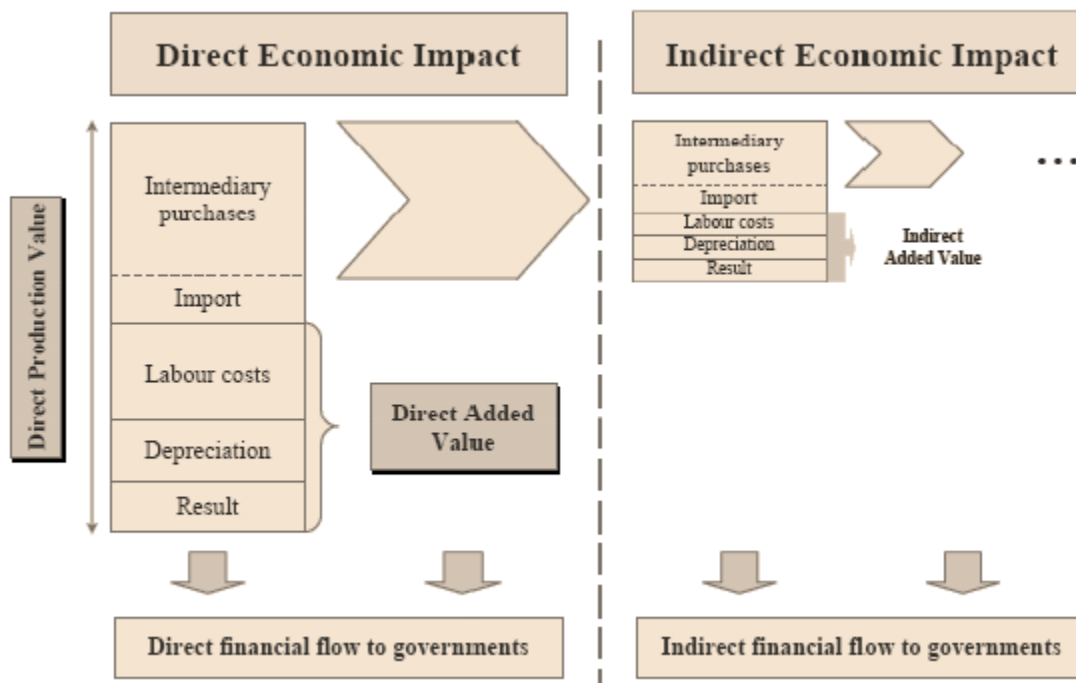 Direct Economic Impact
Indirect Economic Impact
Direct Production Value
Intermediary
purchases
Import
Labour costs
Depreciation
Result
Direct Added
Value
Intermediary
purchases
Import
Labour costs
Depreciation
Result
Indirect
Added Value
...
Direct financial flow to governments
Indirect financial flow to governments